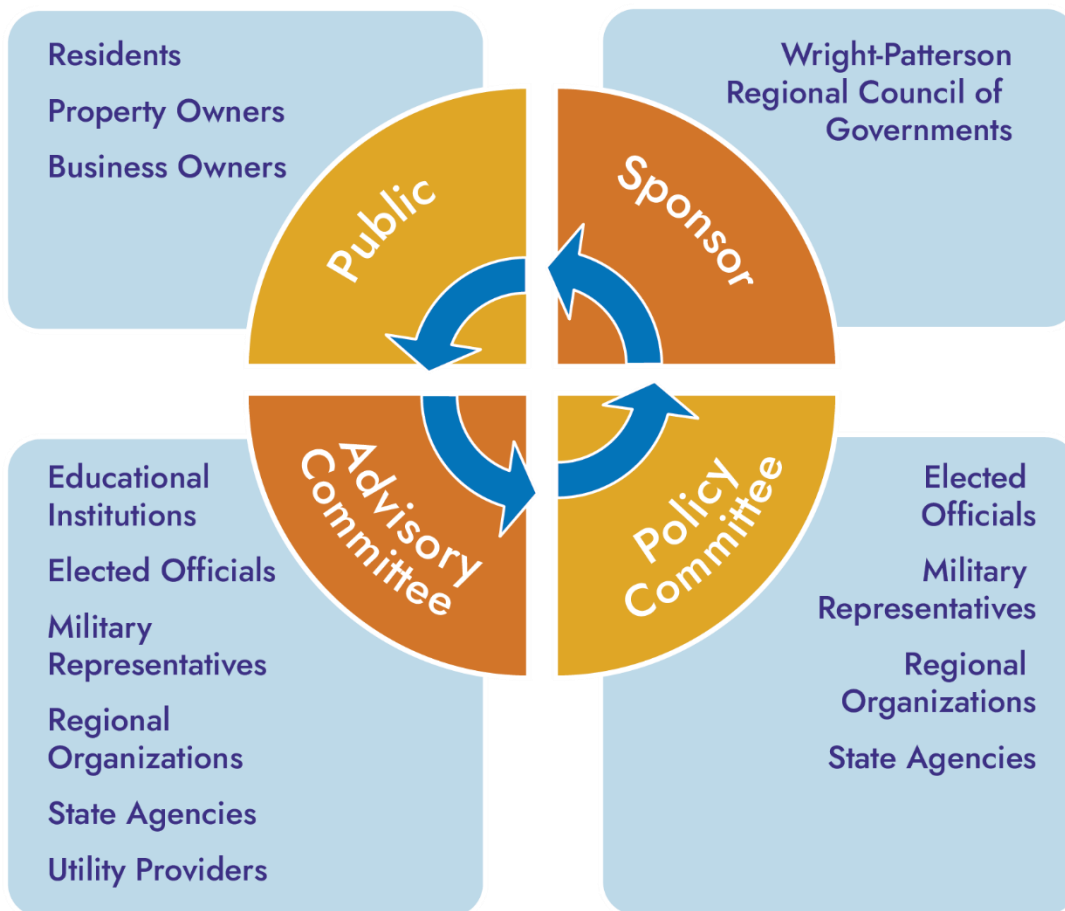 Residents
Property Owners
Business Owners
Public
Sponsor
Wright-Patterson
Regional Council of
Governments
Educational
Institutions
Elected Officials
Military
Representatives
Regional
Organizations
State Agencies
Utility Providers
Advisory
Committee
Policy
Committee
Elected
Officials
Military
Representatives
Regional
Organizations
State Agencies